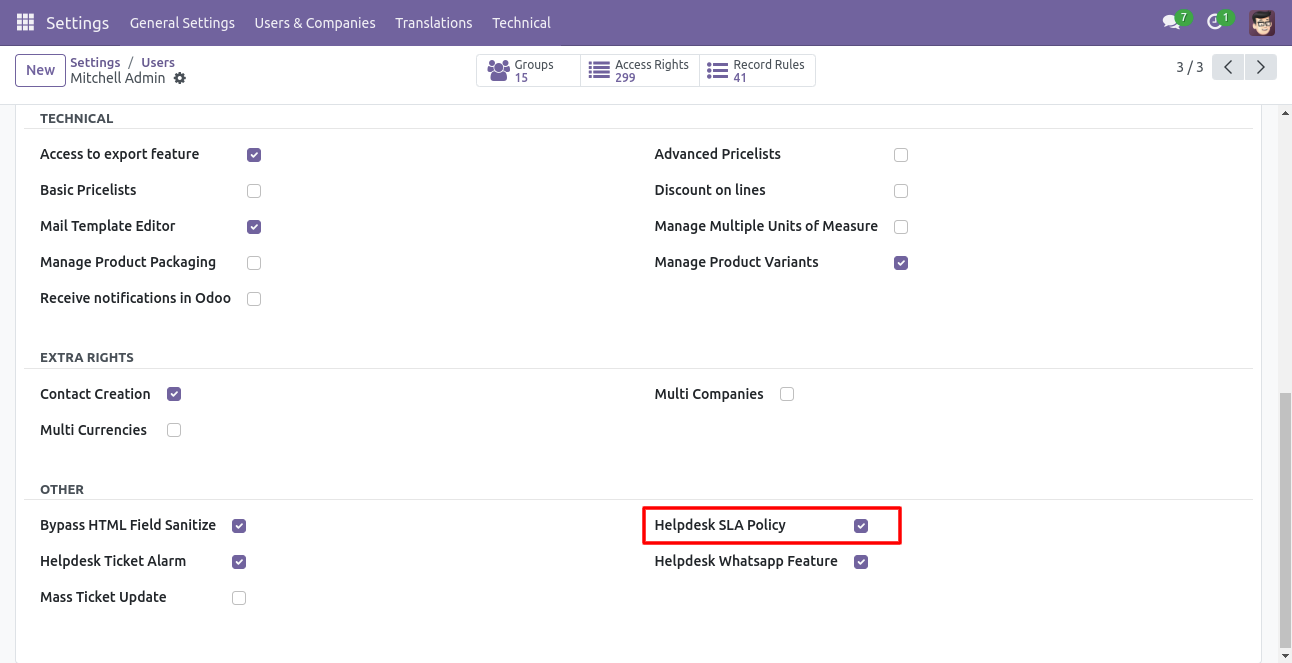 Settings General Settings Users & Companies Translations Technical 7 1
New Settings / Users Groups 15 Access Rights 299 Record Rules 41 3 / 3
Mitchell Admin
TECHNICAL
Access to export feature Advanced Pricelists
Basic Pricelists Discount on lines
Mail Template Editor Manage Multiple Units of Measure
Manage Product Packaging Manage Product Variants
Receive notifications in Odoo
EXTRA RIGHTS
Contact Creation Multi Companies
Multi Currencies
OTHER
Bypass HTML Field Sanitize Helpdesk SLA Policy
Helpdesk Ticket Alarm Helpdesk Whatsapp Feature
Mass Ticket Update